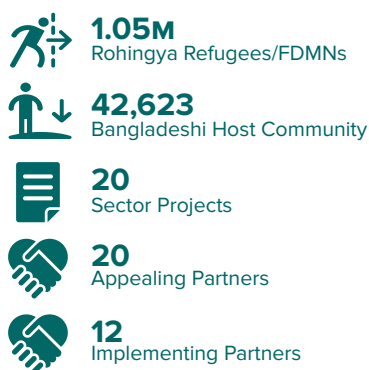 1.05M
Rohingya Refugees/FDMNs
42,623
Bangladeshi Host Community
20
Sector Projects
20
Appealing Partners
12
Implementing Partners